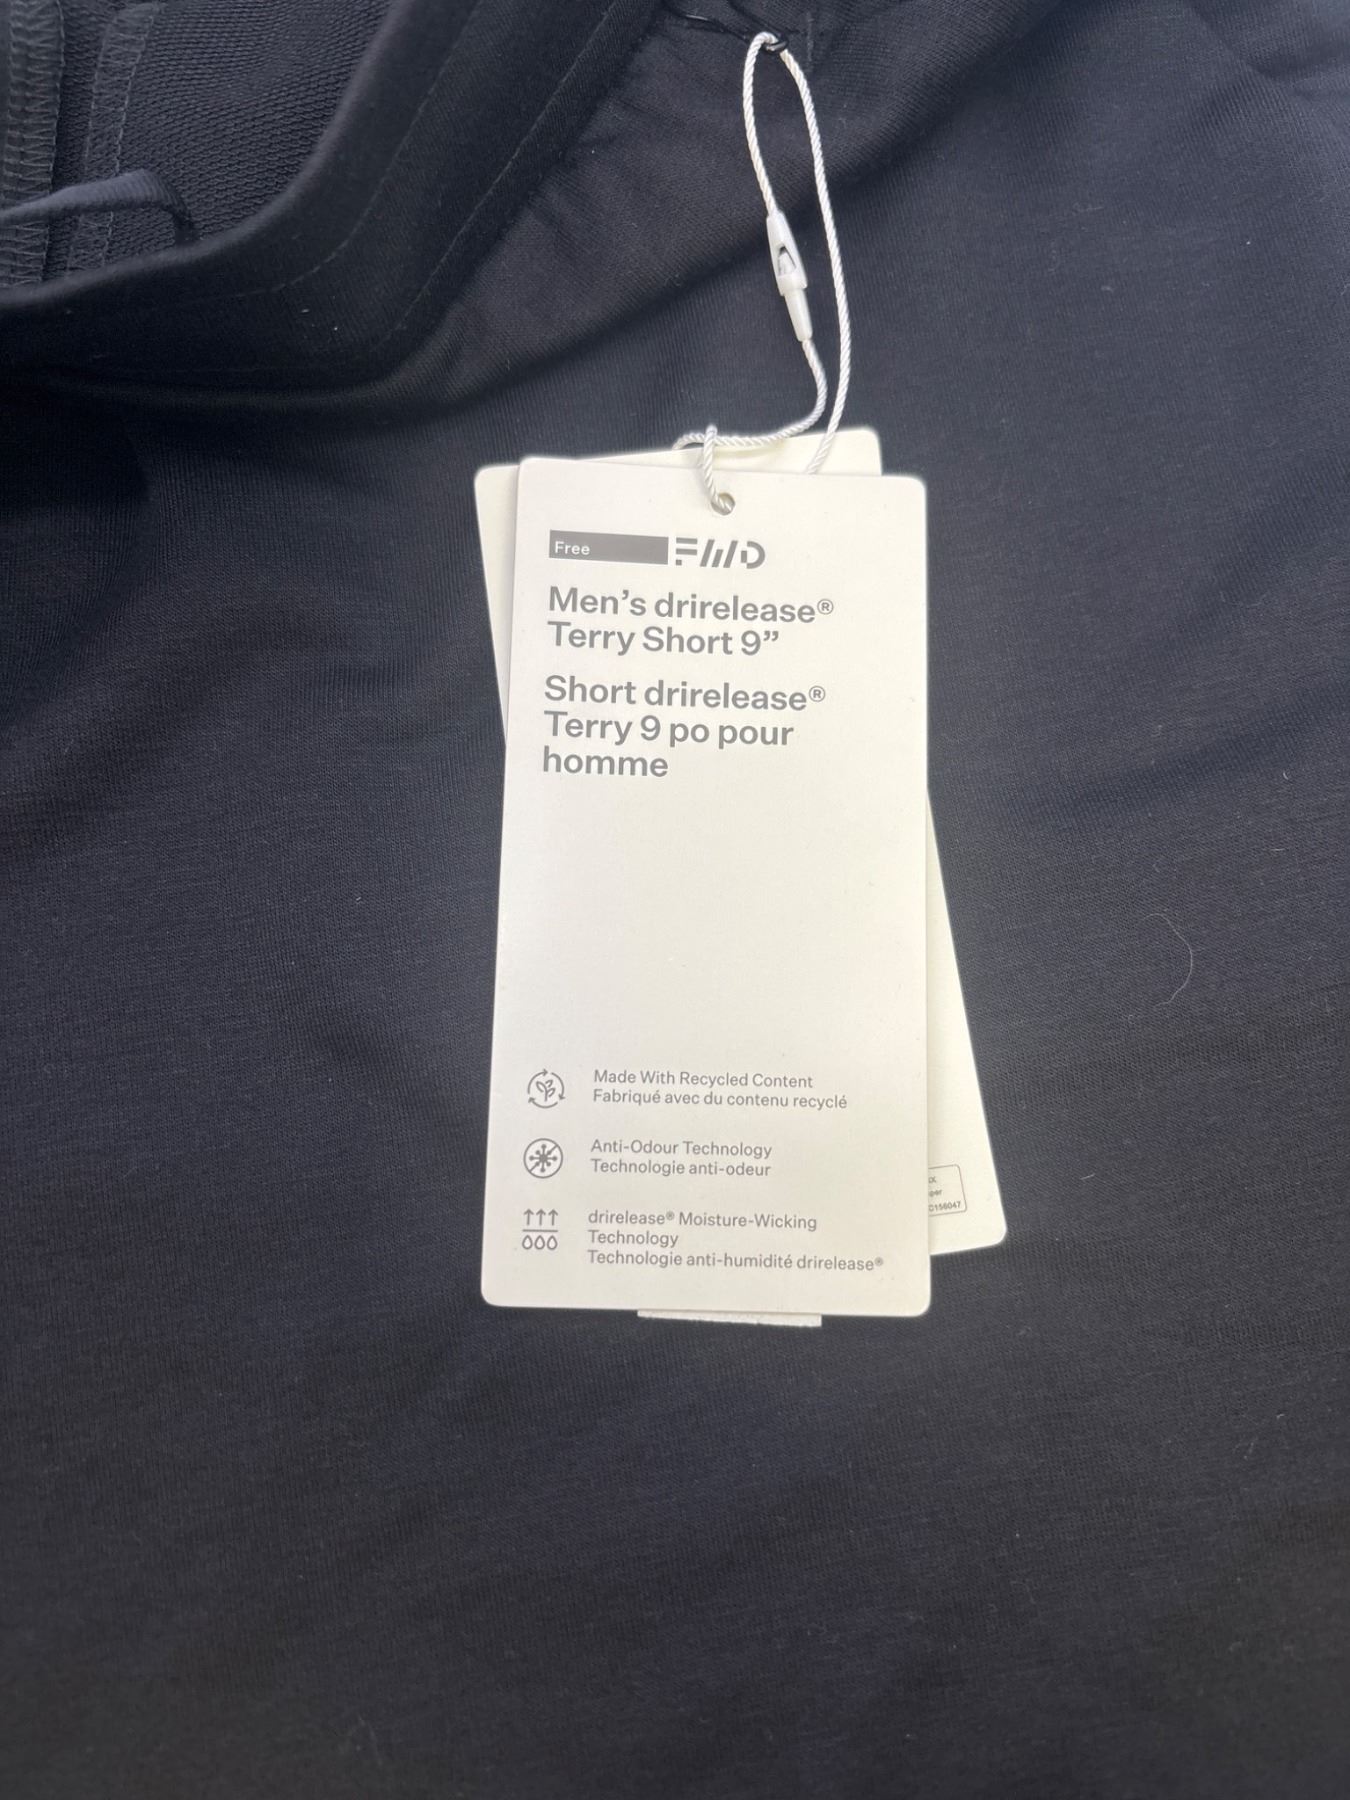 Free FWD
Men’s drirelease®
Terry Short 9”
Short drirelease®
Terry 9 po pour
homme
Made With Recycled Content
Fabriqué avec du contenu recyclé
Anti-Odour Technology
Technologie anti-odeur
drirelease® Moisture-Wicking
Technology
Technologie anti-humidité drirelease®
C156047